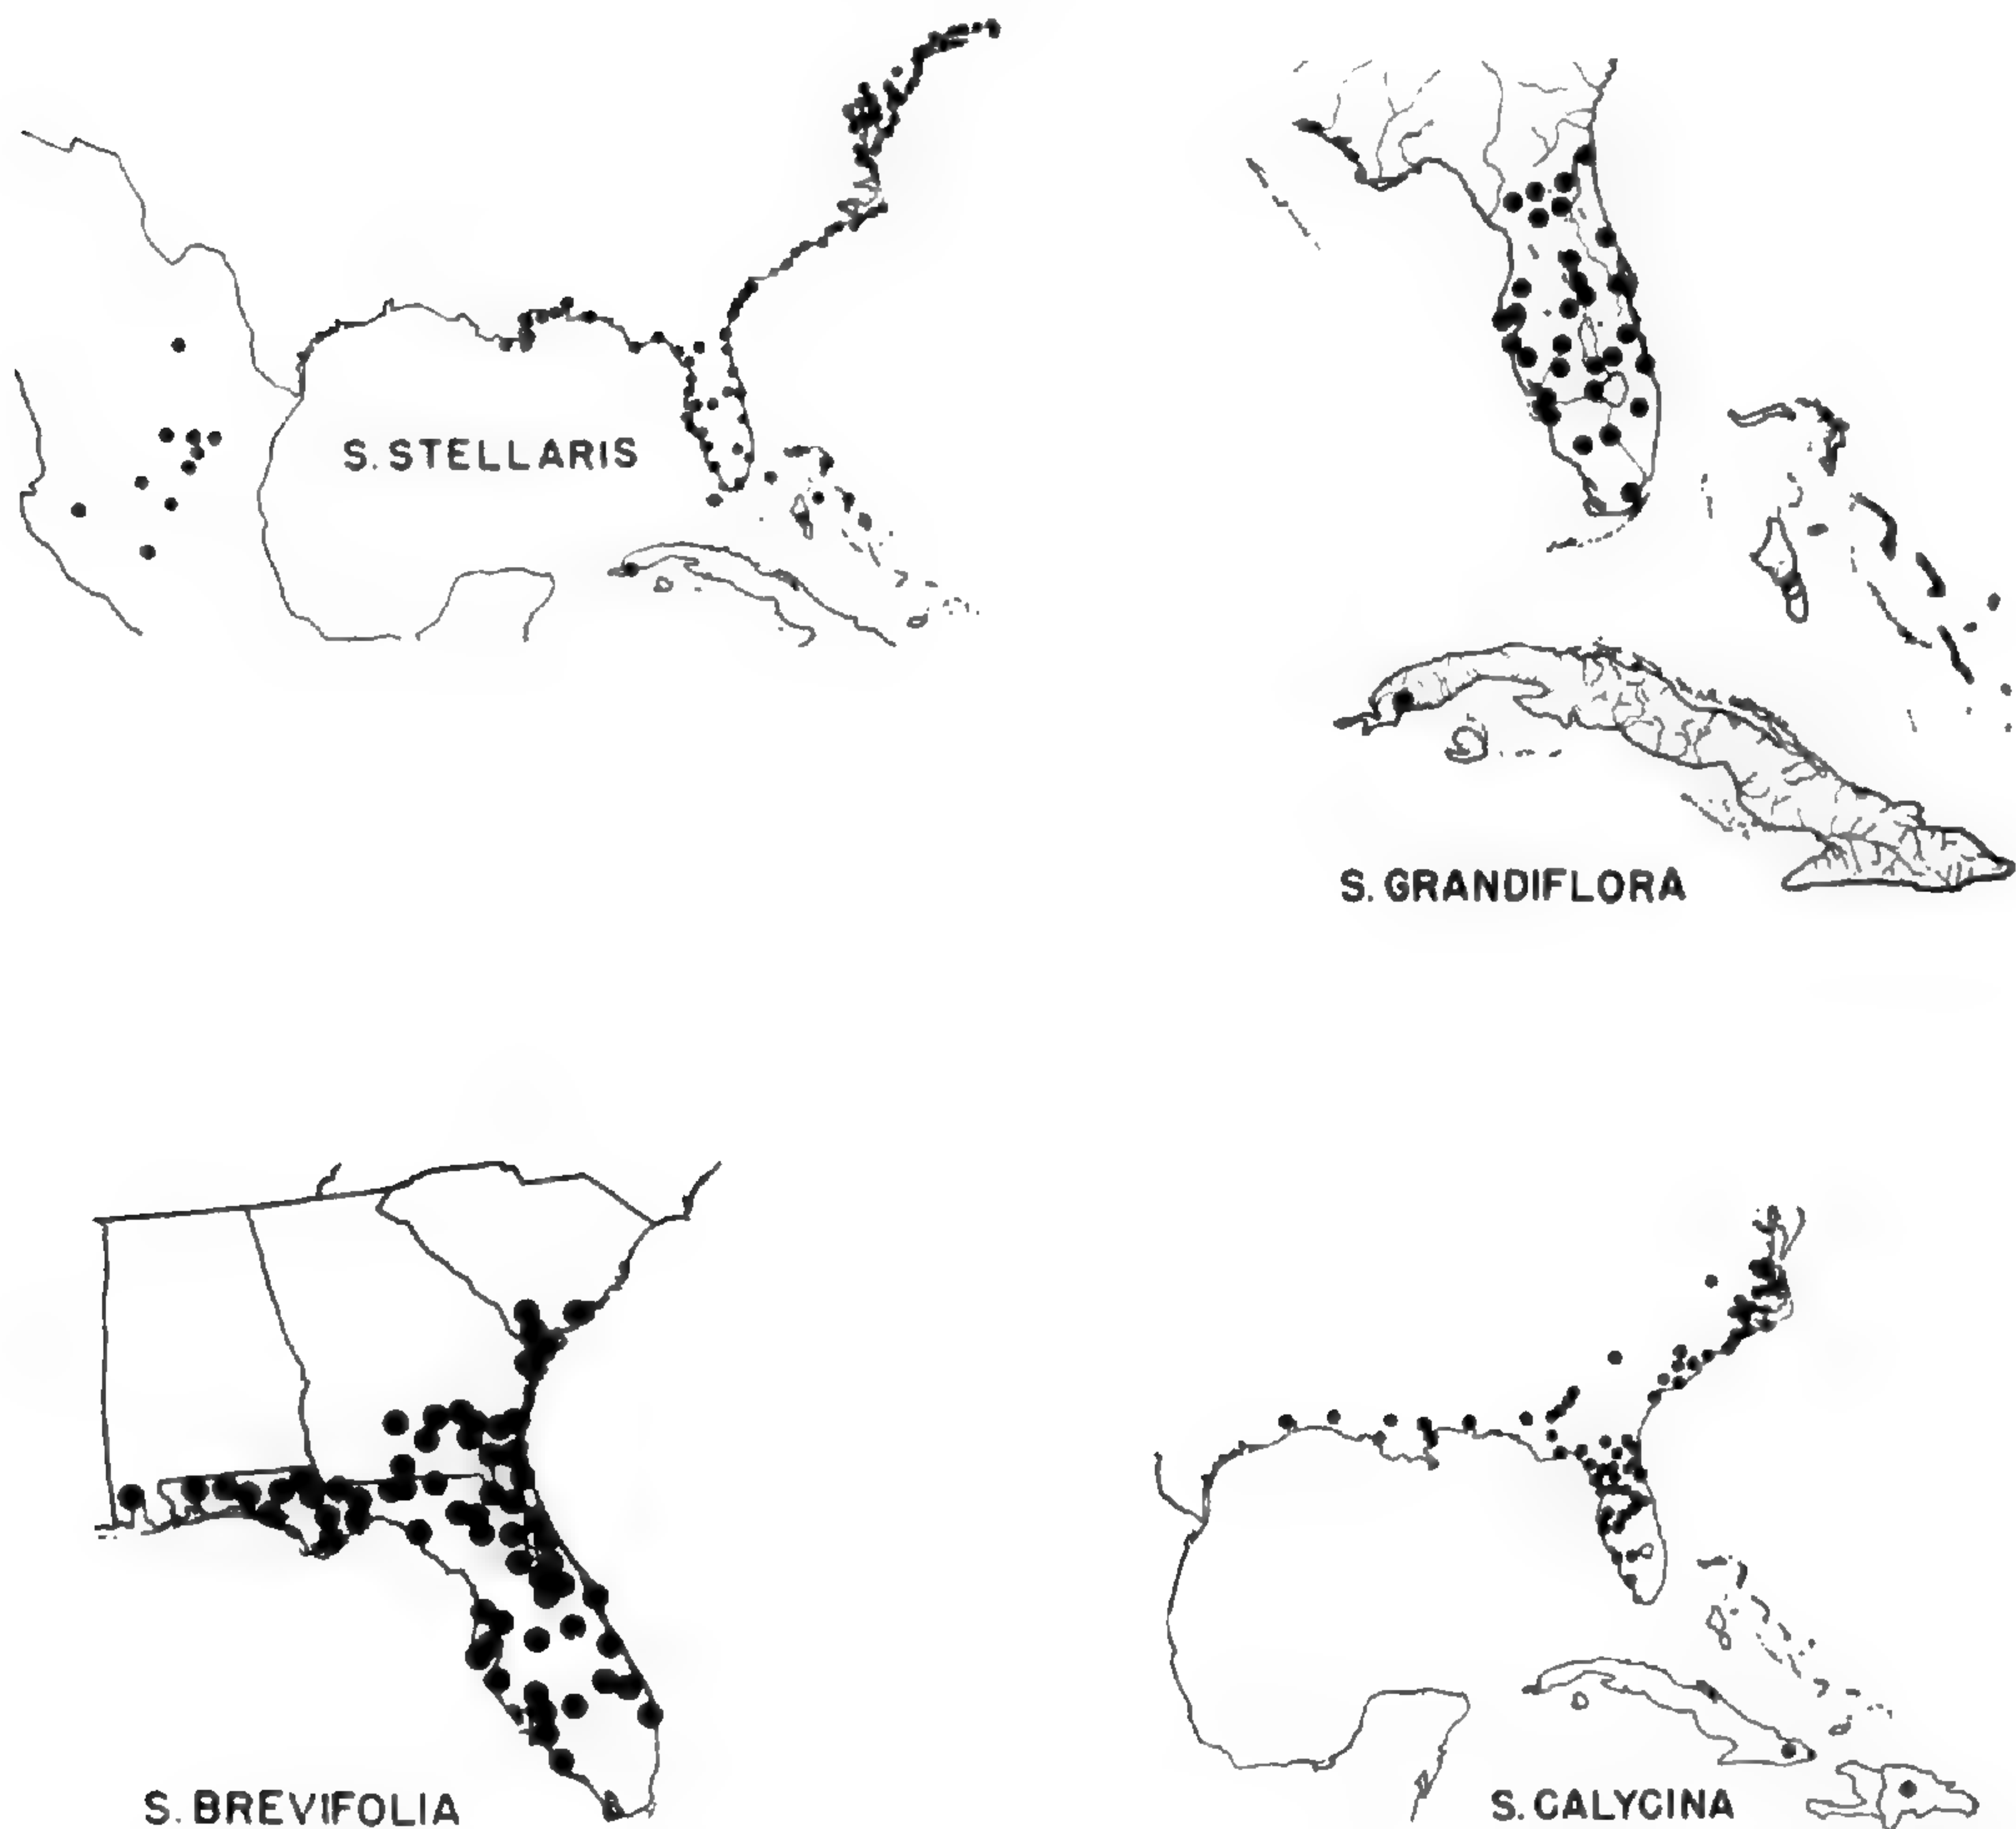 S. STELLARIS
S. GRANDIFLORA
S. BREVIFOLIA
S. CALYCINA